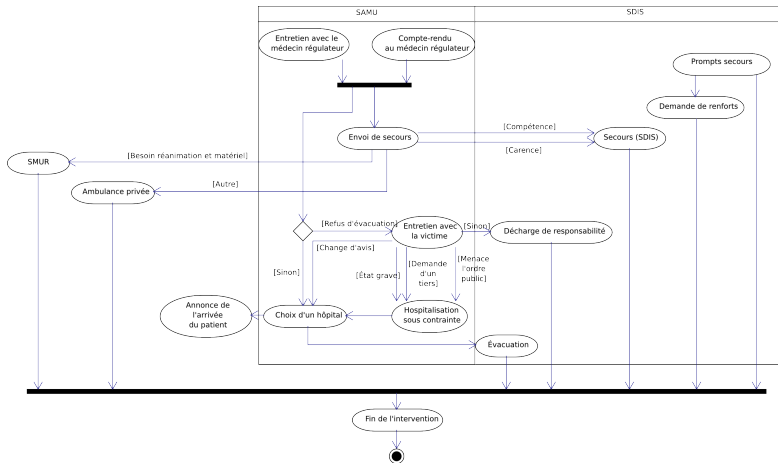 SAMU
SDIS
Entretien avec le
médecin régulateur
Compte-rendu
au médecin régulateur
Prompts secours
Demande de renforts
[Compétence]
Envoi de secours
Secours (SDIS)
[Carence]
[Besoin réanimation et matériel]
SMUR
[Autre]
Ambulance privée
[Refus d'évacuation]
Entretien avec
la victime
[Sinon]
Décharge de responsabilité
[Change d'avis]
[Sinon]
[État grave]
[Demande
d'un
tiers]
[Menace
l'ordre
public]
Annonce de
l'arrivée
du patient
Choix d'un hôpital
Hospitalisation
sous contrainte
Évacuation
Fin de l'intervention